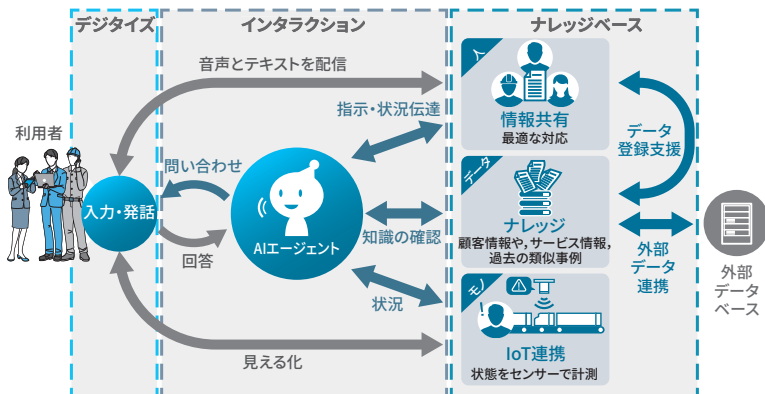 デジタイズ
インタラクション
ナレッジベース
音声とテキストを配信
人
指示・状況伝達
情報共有
最適な対応
利用者
データ
登録支援
問い合わせ
データ
入力・発話
AIエージェント
ナレッジ
顧客情報や,サービス情報,
過去の類似事例
知識の確認
回答
外部
データ
連携
外部
データ
ベース
モノ
状況
IoT連携
状態をセンサーで計測
見える化